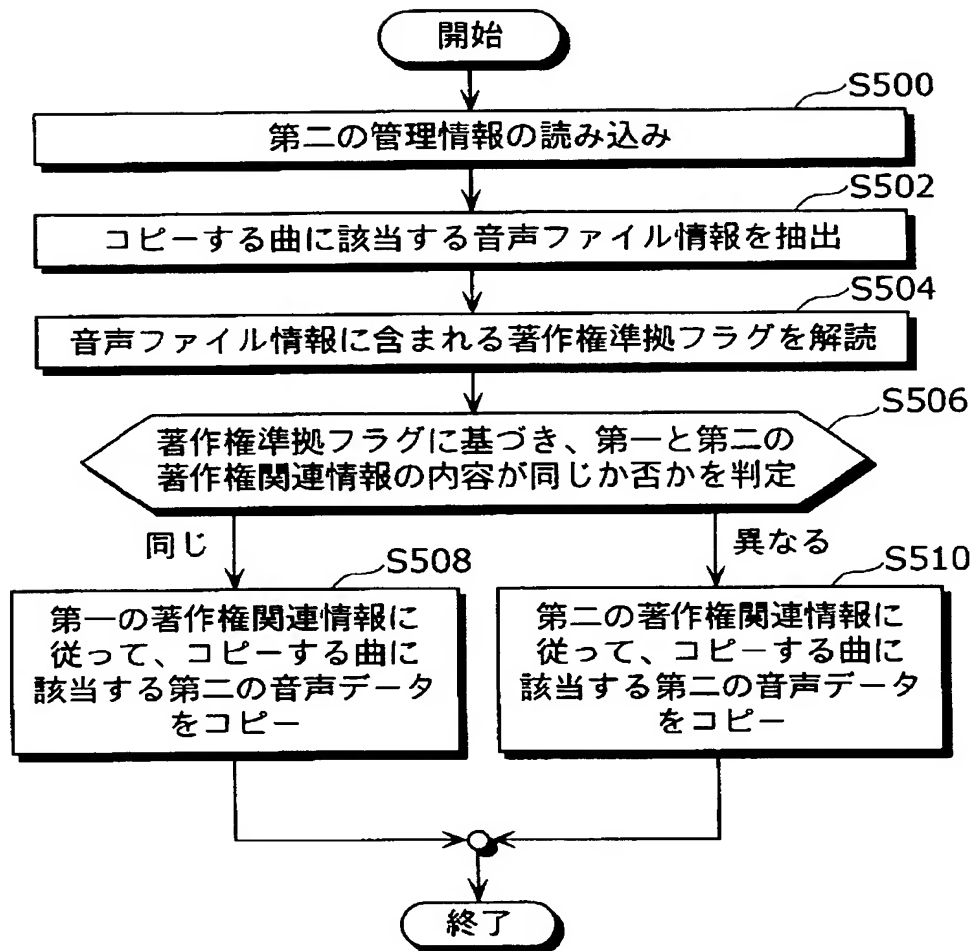 開始
S500
第二の管理情報の読み込み
S502
コピーする曲に該当する音声ファイル情報を抽出
S504
音声ファイル情報に含まれる著作権準拠フラグを解読
S506
著作権準拠フラグに基づき、第一と第二の
著作権関連情報の内容が同じか否かを判定
同じ
異なる
S508
第一の著作権関連情報に
従って、コピーする曲に
該当する第二の音声データ
をコピー
S510
第二の著作権関連情報に
従って、コピーする曲に
該当する第二の音声データ
をコピー
終了